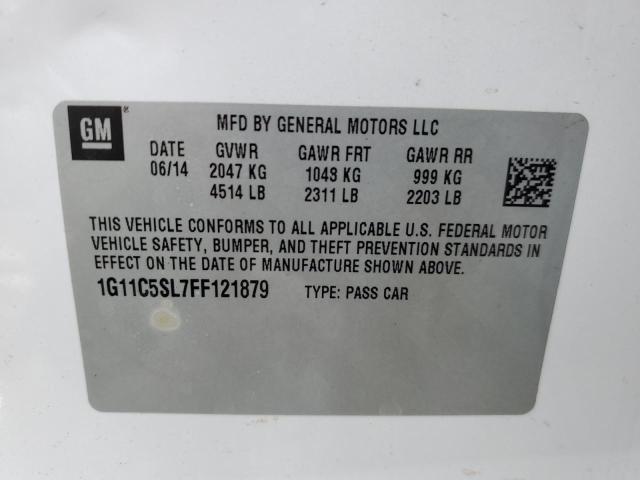 GM
MFD BY GENERAL MOTORS LLC
DATE GVWR GAWR FRT GAWR RR
06/14 2047 KG 1048 KG 999 KG
4514 LB 2311 LB 2203 LB
THIS VEHICLE CONFORMS TO ALL APPLICABLE U.S. FEDERAL MOTOR
VEHICLE SAFETY, BUMPER, AND THEFT PREVENTION STANDARDS IN
EFFECT ON THE DATE OF MANUFACTURE SHOWN ABOVE.
1G11C5SL7FF121879 TYPE: PASS CAR